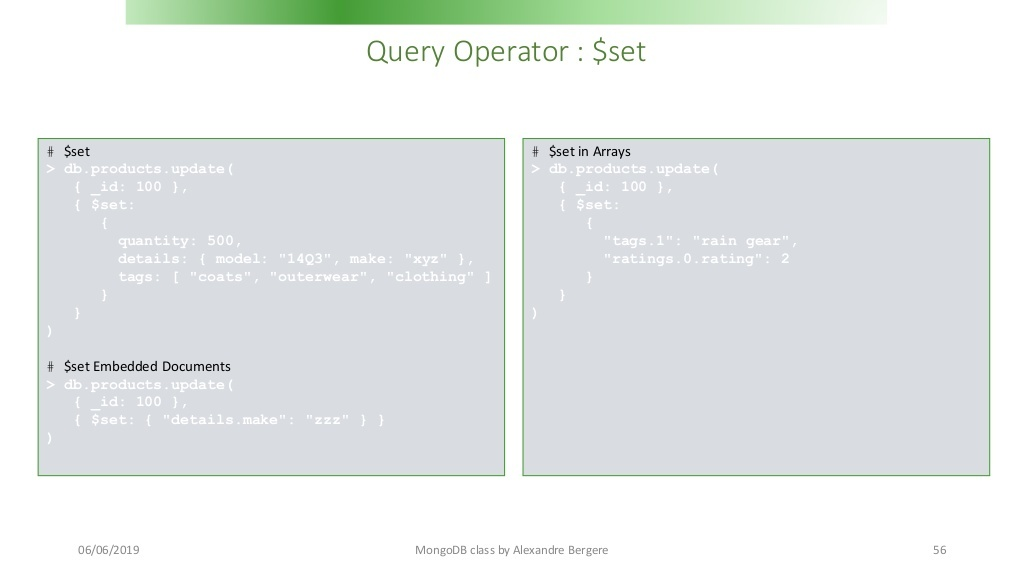 Query Operator : $set
# $set
> db.products.update(
{ _id: 100 },
{ $set:
{
quantity: 500,
details: { model: "14Q3", make: "xyz" },
tags: [ "coats", "outerwear", "clothing" ]
}
}
)
# $set Embedded Documents
> db.products.update(
{ _id: 100 },
{ $set: { "details.make": "zzz" } }
)
# $set in Arrays
> db.products.update(
{ _id: 100 },
{ $set:
{
"tags.1": "rain gear",
"ratings.0.rating": 2
}
}
)
06/06/2019
MongoDB class by Alexandre Bergere
56